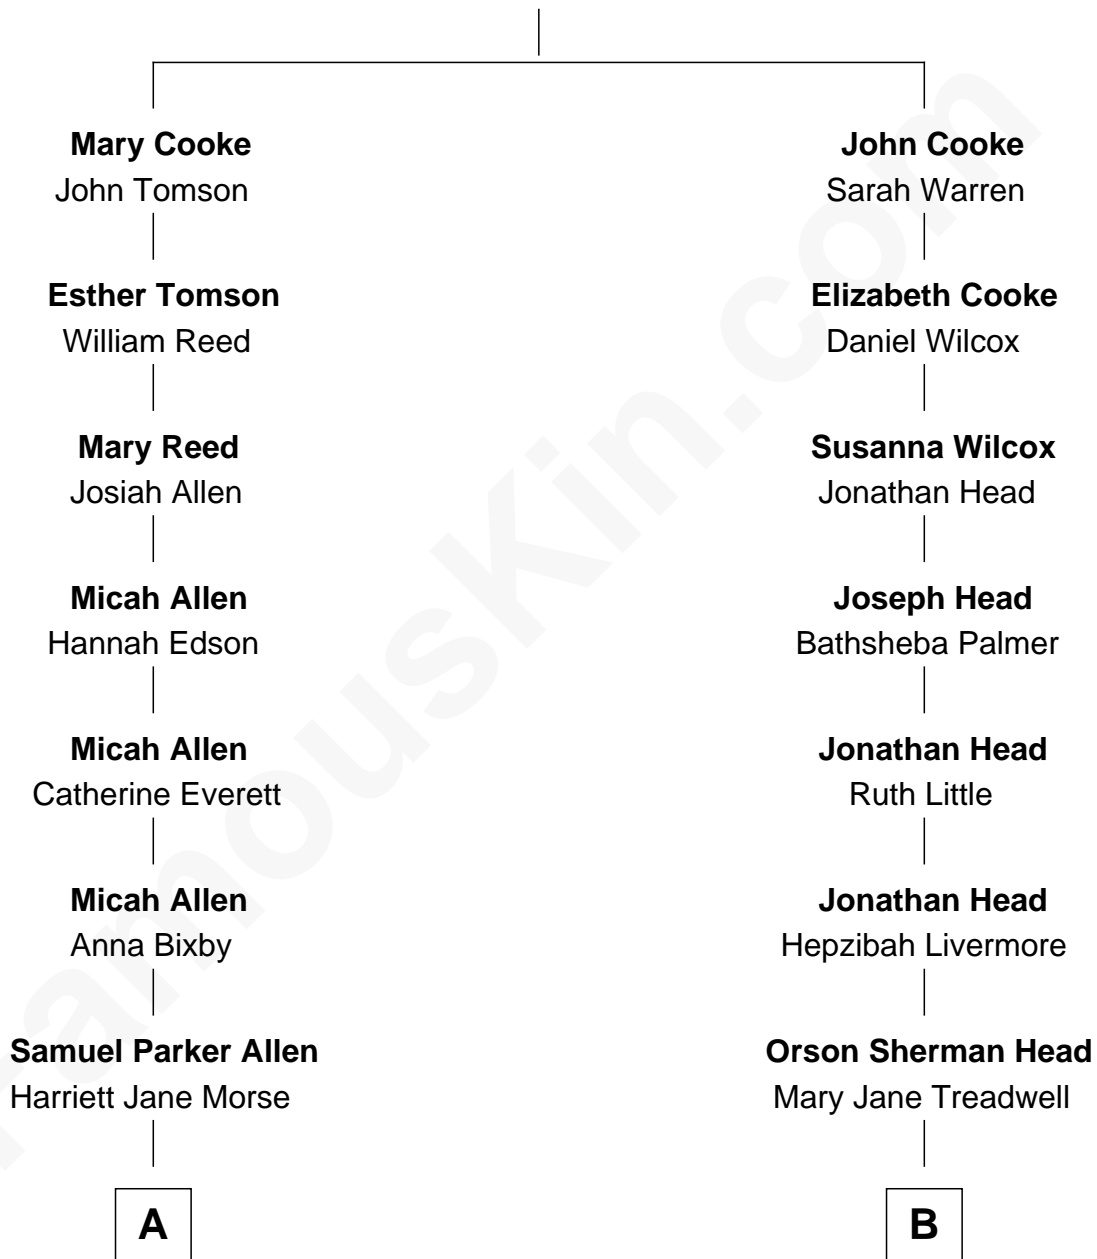 Mary Cooke
John Tomson
Esther Tomson
William Reed
Mary Reed
Josiah Allen
Micah Allen
Hannah Edson
Micah Allen
Catherine Everett
Micah Allen
Anna Bixby
Samuel Parker Allen
Harriett Jane Morse
A
John Cooke
Sarah Warren
Elizabeth Cooke
Daniel Wilcox
Susanna Wilcox
Jonathan Head
Joseph Head
Bathsheba Palmer
Jonathan Head
Ruth Little
Jonathan Head
Hepzibah Livermore
Orson Sherman Head
Mary Jane Treadwell
B
FamousKin.com